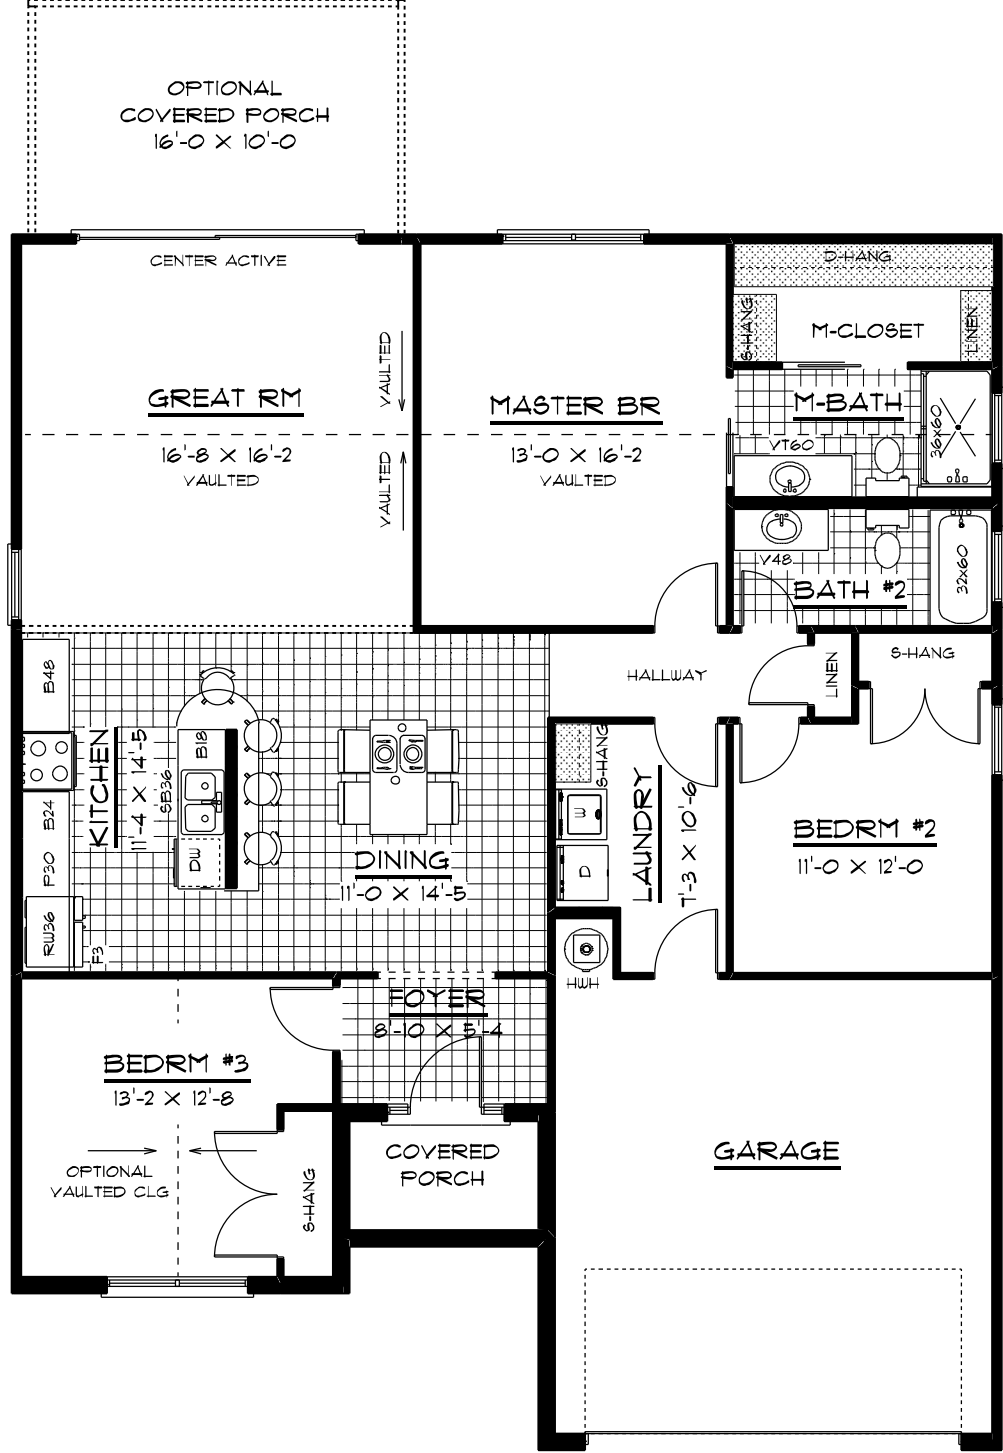 OPTIONAL
COVERED PORCH
16'-0 X 10'-0
CENTER ACTIVE
D-HANG
S-HANG
M-CLOSET
LINEN
VAULTED
GREAT RM
16'-8 X 16'-2
VAULTED
VAULTED
MASTER BR
13'-0 X 16'-2
VAULTED
M-BATH
VT60
36x60
V48
BATH #2
32x60
HALLWAY
LINEN
S-HANG
B48
KITCHEN
11'-4 X 14'-5
B18
SB36
DW
B24
P30
RW36
F3
DINING
11'-0 X 14'-5
S-HANG
W
D
LAUNDRY
7'-3 X 10'-6
BEDRM #2
11'-0 X 12'-0
HWH
FOYER
8'-10 X 5'-4
BEDRM #3
13'-2 X 12'-8
OPTIONAL
VAULTED CLG
S-HANG
COVERED
PORCH
GARAGE